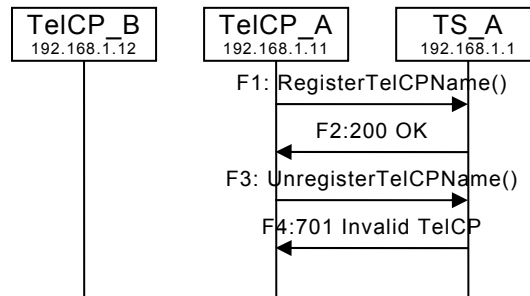 TelCP_B
192.168.1.12
TelCP_A
192.168.1.11
TS_A
192.168.1.1
F1: RegisterTelCPName()
F2:200 OK
F3: UnregisterTelCPName()
F4:701 Invalid TelCP